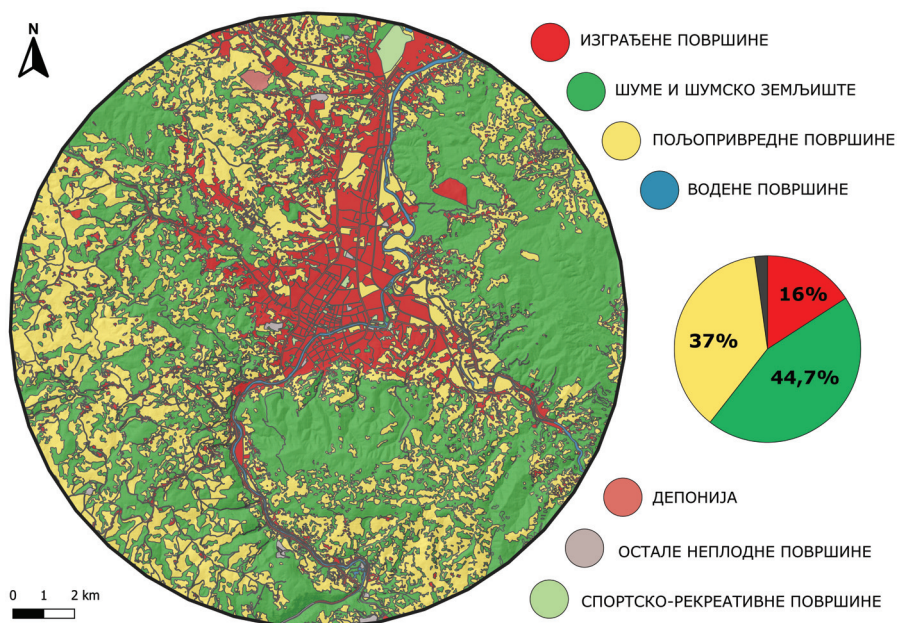 N
ИЗГРАЂЕНЕ ПОВРШИНЕ
ШУМЕ И ШУМСКО ЗЕМЉИШТЕ
ПОЉОПРИВРЕДНЕ ПОВРШИНЕ
ВОДЕНЕ ПОВРШИНЕ
16%
37%
44,7%
ДЕПОНИЈА
ОСТАЛЕ НЕПЛОДНЕ ПОВРШИНЕ
СПОРТСКО-РЕКРЕАТИВНЕ ПОВРШИНЕ
0 1 2 km